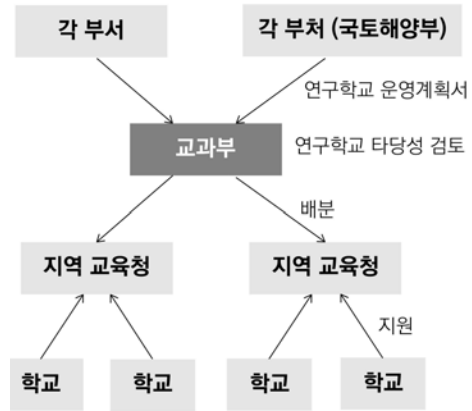 각 부서
각 부처 (국토해양부)
연구학교 운영계획서
교과부
연구학교 타당성 검토
배분
지역 교육청
지역 교육청
지원
학교
학교
학교
학교